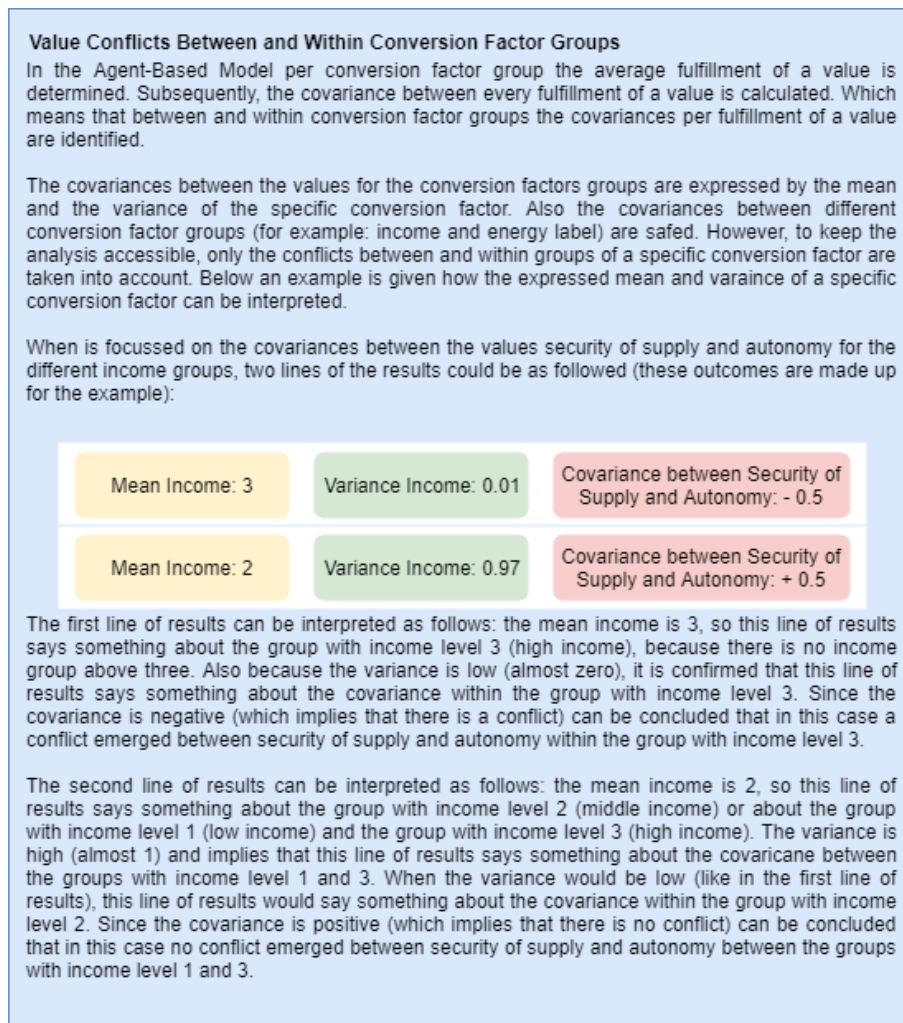 Value Conflicts Between and Within Conversion Factor Groups
In the Agent-Based Model per conversion factor group the average fulfillment of a value is
determined. Subsequently, the covariance between every fulfillment of a value is calculated. Which
means that between and within conversion factor groups the covariances per fulfillment of a value
are identified.
The covariances between the values for the conversion factors groups are expressed by the mean
and the variance of the specific conversion factor. Also the covariances between different
conversion factor groups (for example: income and energy label) are safed. However, to keep the
analysis accessible, only the conflicts between and within groups of a specific conversion factor are
taken into account. Below an example is given how the expressed mean and varaince of a specific
conversion factor can be interpreted.
When is focussed on the covariances between the values security of supply and autonomy for the
different income groups, two lines of the results could be as followed (these outcomes are made up
for the example):
Mean Income: 3
Variance Income: 0.01
Covariance between Security of
Supply and Autonomy: - 0.5
Mean Income: 2
Variance Income: 0.97
Covariance between Security of
Supply and Autonomy: + 0.5
The first line of results can be interpreted as follows: the mean income is 3, so this line of results
says something about the group with income level 3 (high income), because there is no income
group above three. Also because the variance is low (almost zero), it is confirmed that this line of
results says something about the covariance within the group with income level 3. Since the
covariance is negative (which implies that there is a conflict) can be concluded that in this case a
conflict emerged between security of supply and autonomy within the group with income level 3.
The second line of results can be interpreted as follows: the mean income is 2, so this line of
results says something about the group with income level 2 (middle income) or about the group
with income level 1 (low income) and the group with income level 3 (high income). The variance is
high (almost 1) and implies that this line of results says something about the covaricane between
the groups with income level 1 and 3. When the variance would be low (like in the first line of
results), this line of results would say something about the covariance within the group with income
level 2. Since the covariance is positive (which implies that there is no conflict) can be concluded
that in this case no conflict emerged between security of supply and autonomy between the groups
with income level 1 and 3.